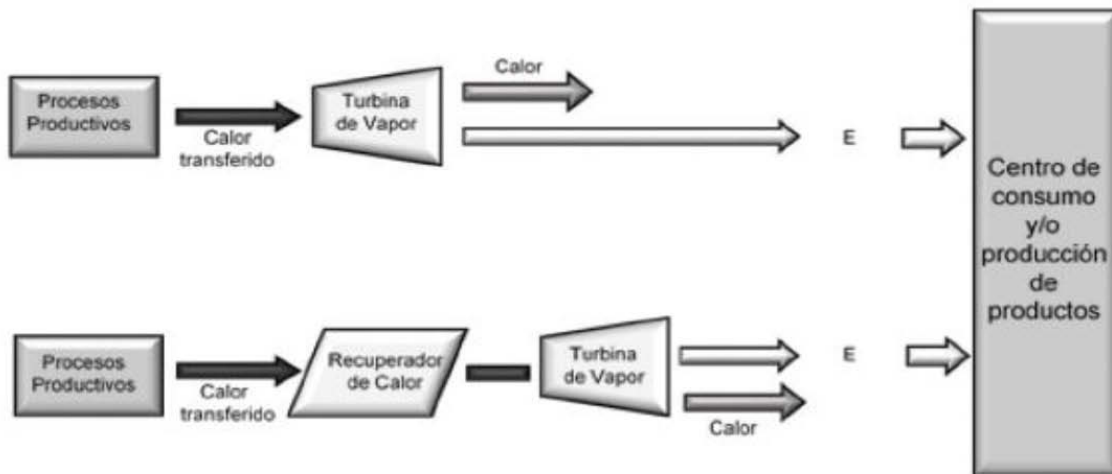 Procesos
Productivos
Calor
transferido
Turbina
de Vapor
Calor
E
Procesos
Productivos
Calor
transferido
Recuperador
de Calor
Turbina
de Vapor
E
Calor
Centro de
consumo
y/o
producción
de
productos